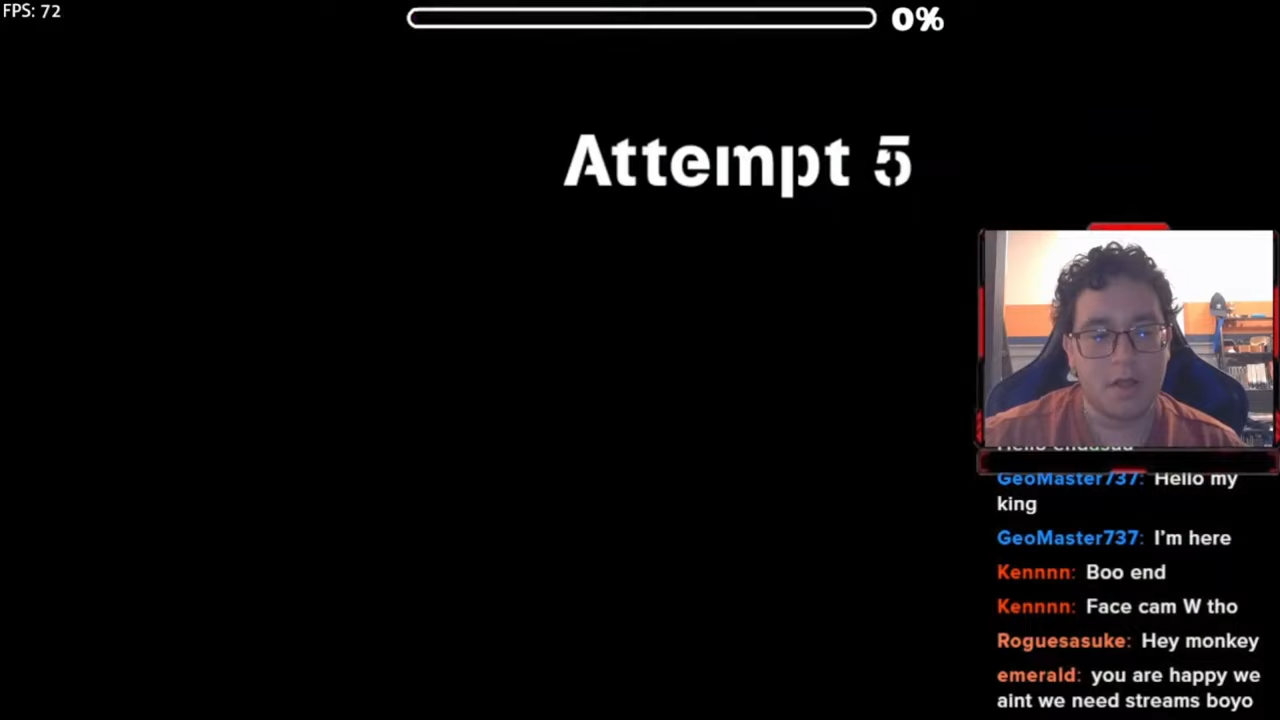 FPS: 72
0%
Attempt 5
GeoMaster737: Hello my
king
GeoMaster737: I'm here
Kennnn: Boo end
Kennnn: Face cam W tho
Roguesasuke: Hey monkey
emerald: you are happy we
aint we need streams boyo